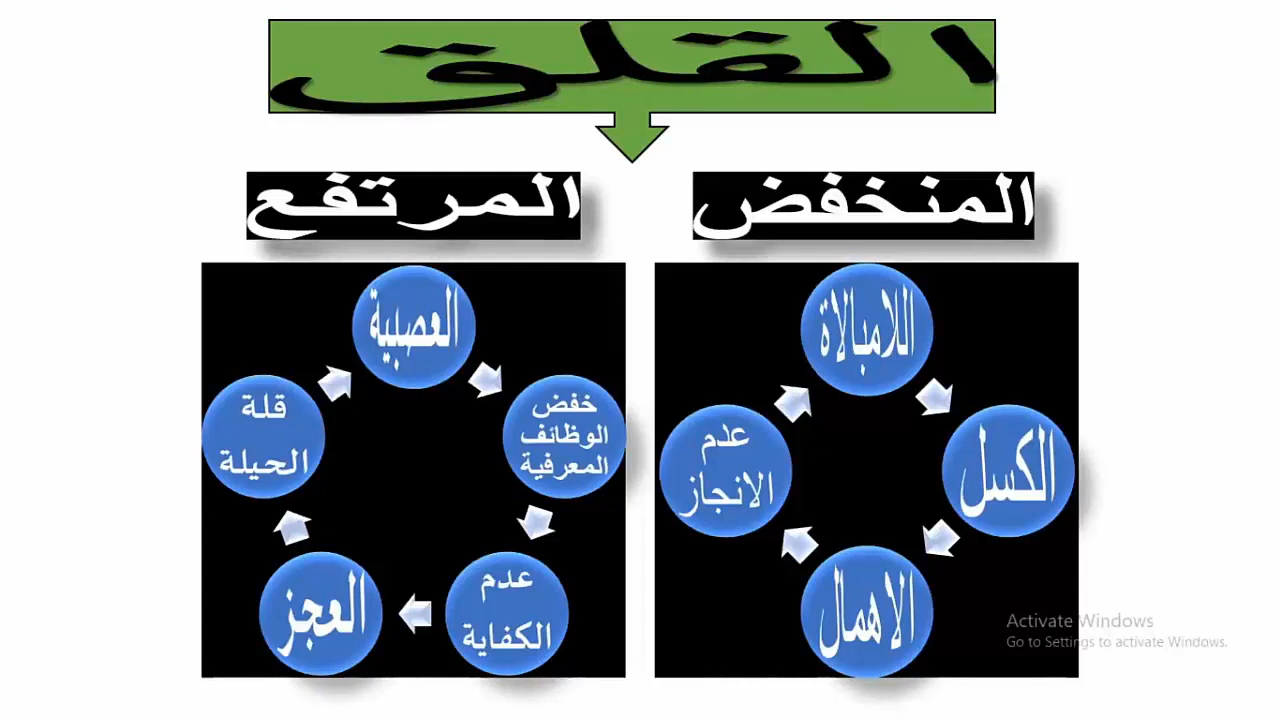 القلق
المنخفض
اللامبالاة
الكسل
الاهمال
عدم
الانجاز
المرتفع
العصبية
خفض
الوظائف
المعرفية
عدم
الكفاية
العجز
قلة
الحيلة
Activate Windows
Go to Settings to activate Windows.